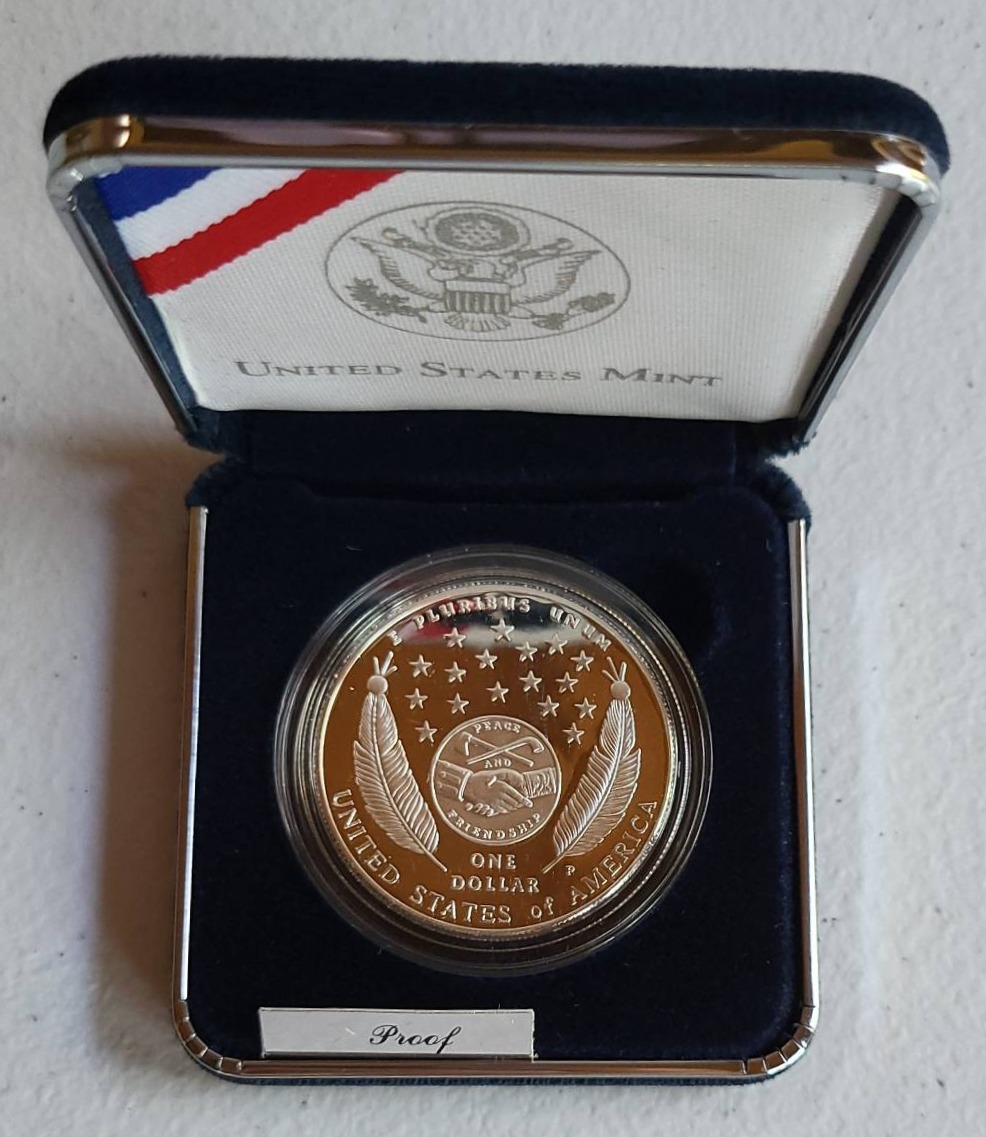 UNITED STATES MINT
E PLURIBUS UNUM
PEACE
AND
FRIENDSHIP
ONE
DOLLAR
P
UNITED STATES of AMERICA
Proof